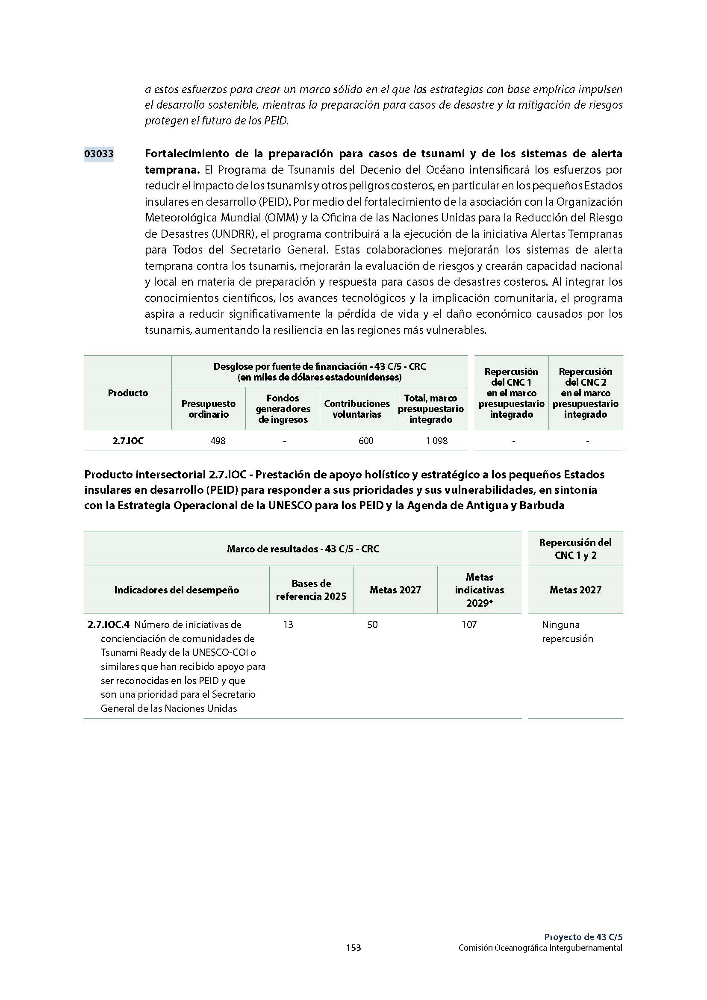 a estos esfuerzos para crear un marco sólido en el que las estrategias con base empírica impulsen
el desarrollo sostenible, mientras la preparación para casos de desastre y la mitigación de riesgos
protegen el futuro de los PEID.
03033
Fortalecimiento de la preparación para casos de tsunami y de los sistemas de alerta
temprana. El Programa de Tsunamis del Decenio del Océano intensificará los esfuerzos por
reducir el impacto de los tsunamis y otros peligros costeros, en particular en los pequeños Estados
insulares en desarrollo (PEID). Por medio del fortalecimiento de la asociación con la Organización
Meteorológica Mundial (OMM) y la Oficina de las Naciones Unidas para la Reducción del Riesgo
de Desastres (UNDRR), el programa contribuirá a la ejecución de la iniciativa Alertas Tempranas
para Todos del Secretario General. Estas colaboraciones mejorarán los sistemas de alerta
temprana contra los tsunamis, mejorarán la evaluación de riesgos y crearán capacidad nacional
y local en materia de preparación y respuesta para casos de desastres costeros. Al integrar los
conocimientos científicos, los avances tecnológicos y la implicación comunitaria, el programa
aspira a reducir significativamente la pérdida de vida y el daño económico causados por los
tsunamis, aumentando la resiliencia en las regiones más vulnerables.
Producto
Desglose por fuente de financiación - 43 C/5 - CRC
(en miles de dólares estadounidenses)
Presupuesto
ordinario
Fondos
generadores
de ingresos
Contribuciones
voluntarias
Total, marco
presupuestario
integrado
Repercusión
del CNC 1
en el marco
presupuestario
integrado
Repercusión
del CNC 2
en el marco
presupuestario
integrado
2.7.IOC 498 - 600 1 098 - -
Producto intersectorial 2.7.IOC - Prestación de apoyo holístico y estratégico a los pequeños Estados
insulares en desarrollo (PEID) para responder a sus prioridades y sus vulnerabilidades, en sintonía
con la Estrategia Operacional de la UNESCO para los PEID y la Agenda de Antigua y Barbuda
Marco de resultados - 43 C/5 - CRC
Repercusión del
CNC 1 y 2
Indicadores del desempeño
Bases de
referencia 2025
Metas 2027
Metas
indicativas
2029*
Metas 2027
2.7.IOC.4 Número de iniciativas de
concienciación de comunidades de
Tsunami Ready de la UNESCO-COI o
similares que han recibido apoyo para
ser reconocidas en los PEID y que
son una prioridad para el Secretario
General de las Naciones Unidas
13
50
107
Ninguna
repercusión
Proyecto de 43 C/5
153 Comisión Oceanográfica Intergubernamental